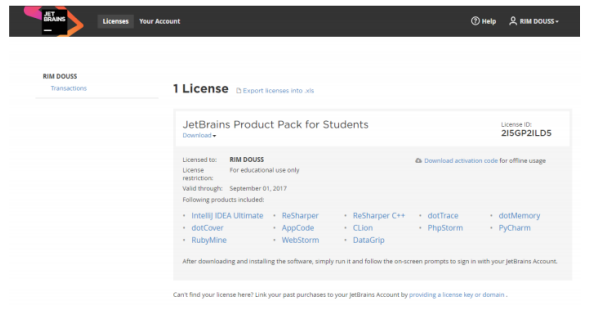 JET
BRAINS
Licenses Your Account
Help RIM DOUSS
RIM DOUSS
Transactions
1 License Export licenses into .xls
JetBrains Product Pack for Students
Download
License ID:
2I5GP2ILD5
Licensed to: RIM DOUSS
Download activation code for offline usage
License restriction: For educational use only
Valid through: September 01, 2017
Following products included:
• IntelliJ IDEA Ultimate • ReSharper • ReSharper C++ • dotTrace • dotMemory
• dotCover • AppCode • CLion • PhpStorm • PyCharm
• RubyMine • WebStorm • DataGrip
After downloading and installing the software, simply run it and follow the on-screen prompts to sign in with your JetBrains Account.
Can't find your license here? Link your past purchases to your JetBrains Account by providing a license key or domain.